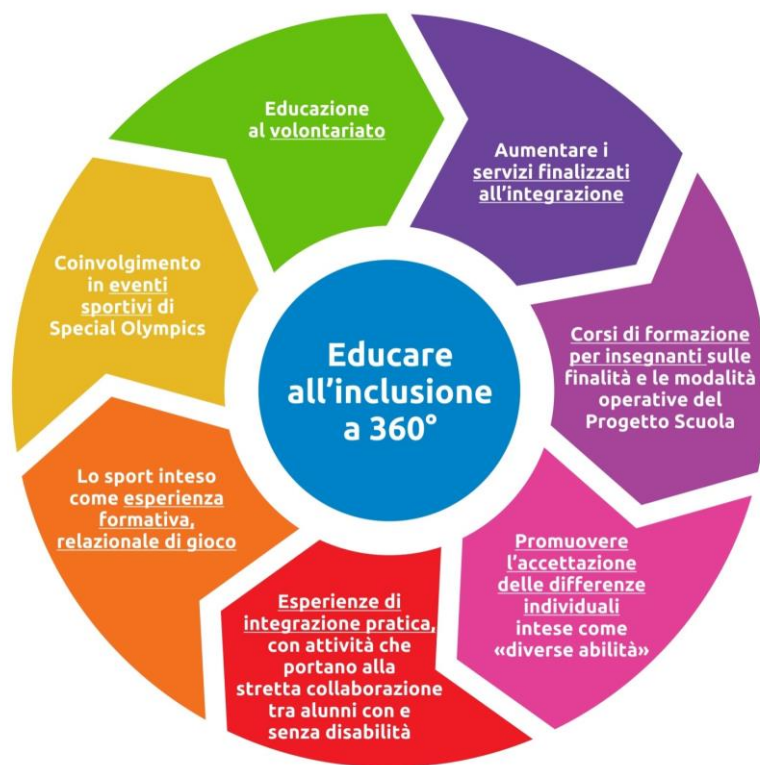 Educazione
al volontariato
Aumentare i
servizi finalizzati
all'integrazione
Corsi di formazione
per insegnanti sulle
finalità e le modalità
operative del
Progetto Scuola
Promuovere
l'accettazione
delle differenze
individuali
intese come
«diverse abilità»
Esperienze di
integrazione pratica,
con attività che
portano alla
stretta collaborazione
tra alunni con e
senza disabilità
Lo sport inteso
come esperienza
formativa,
relazionale di gioco
Coinvolgimento
in eventi
sportivi di
Special Olympics
Educare
all'inclusione
a 360°